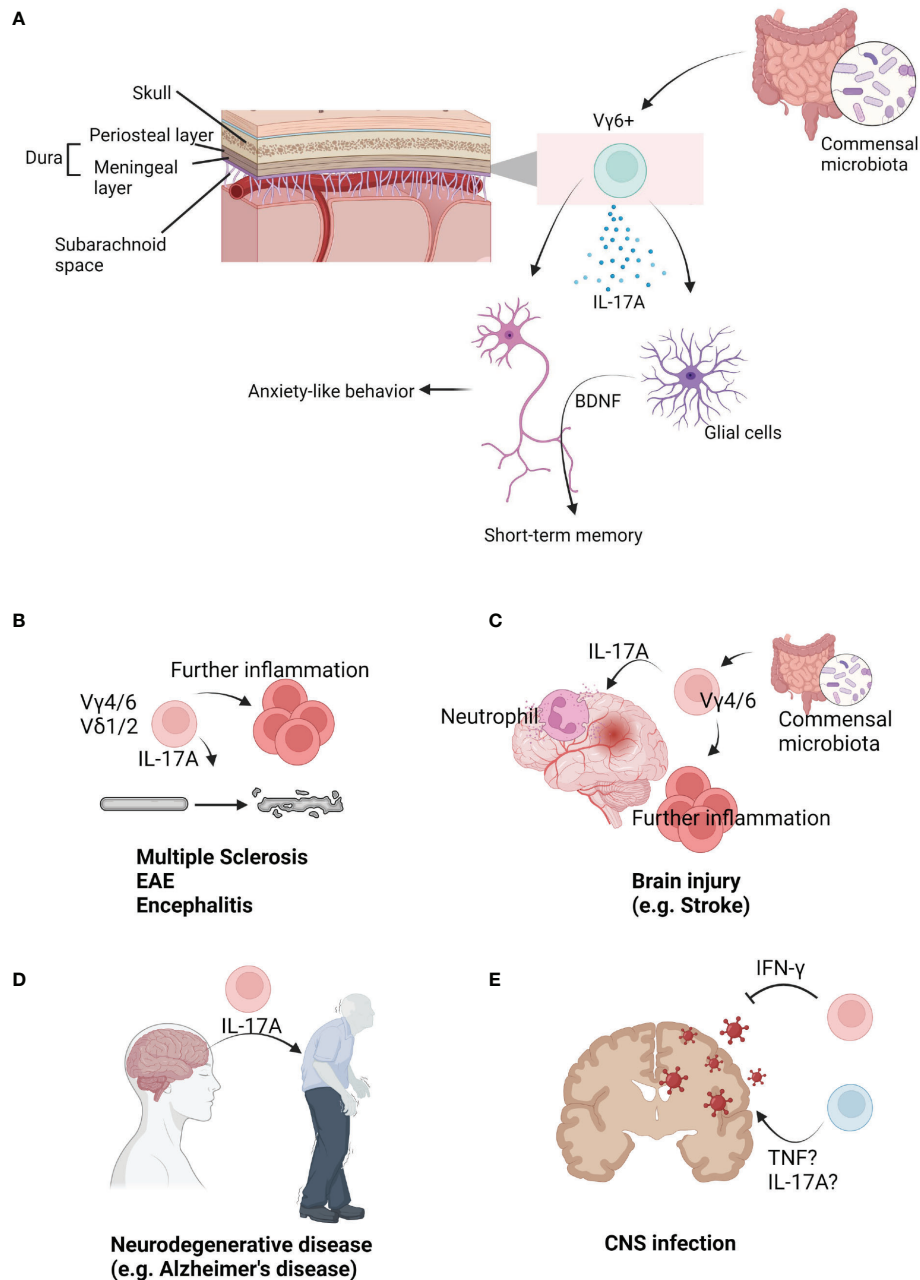 A
Skull
Periosteal layer
Dura
Meningeal
layer
Subarachnoid
space
Vγ6+
Commensal
microbiota
IL-17A
Anxiety-like behavior
BDNF
Glial cells
Short-term memory
B
Further inflammation
Vγ4/6
Vδ1/2
IL-17A
Multiple Sclerosis
EAE
Encephalitis
C
IL-17A
Neutrophil
Vγ4/6
Commensal
microbiota
Further inflammation
Brain injury
(e.g. Stroke)
D
IL-17A
Neurodegenerative disease
(e.g. Alzheimer's disease)
E
IFN-γ
TNF?
IL-17A?
CNS infection